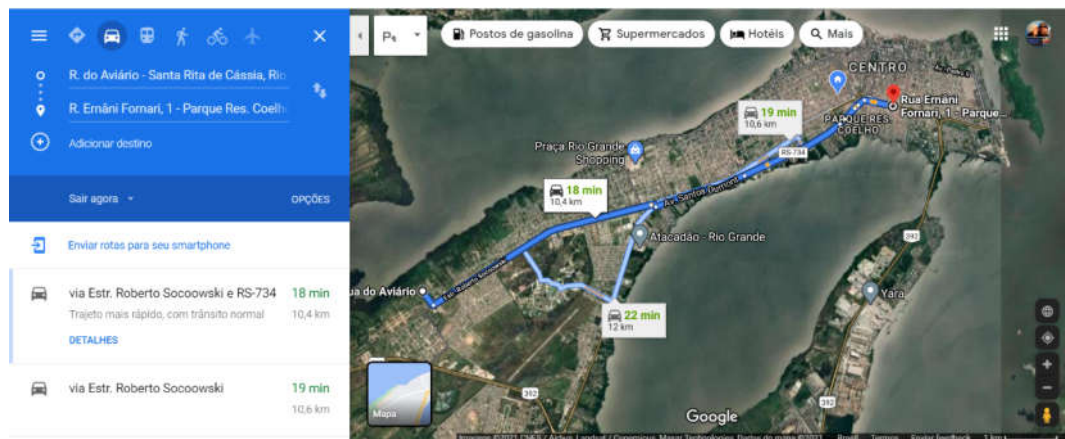 R. do Aviário - Santa Rita de Cássia, Rio
R. Ernâni Fornari, 1 - Parque Res. Coelh
Adicionar destino
Sair agora
OPÇÕES
Enviar rotas para seu smartphone
via Estr. Roberto Socoowski e RS-734
18 min
Trajeto mais rápido, com trânsito normal
10,4 km
DETALHES
via Estr. Roberto Socoowski
19 min
10,6 km
Postos de gasolina
Supermercados
Hotéis
Mais
CENTRO
Rua Ernâni
Fornari, 1 - Parque...
19 min
10,6 km
PARQUE RES.
COELHO
RS-734
Praça Rio Grande
Shopping
18 min
10,4 km
Av. Santos Dumont
Atacadão - Rio Grande
392
Estr. Roberto Socoowski
ua do Aviário
Yara
22 min
12 km
392
392
Mapa
Google